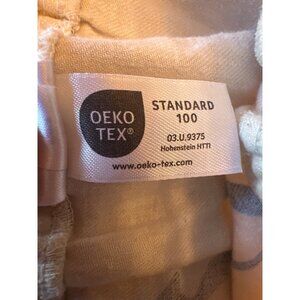 OEKO
TEX®
STANDARD
100
03.U.9375
Hohenstein HTTI
www.oeko-tex.com